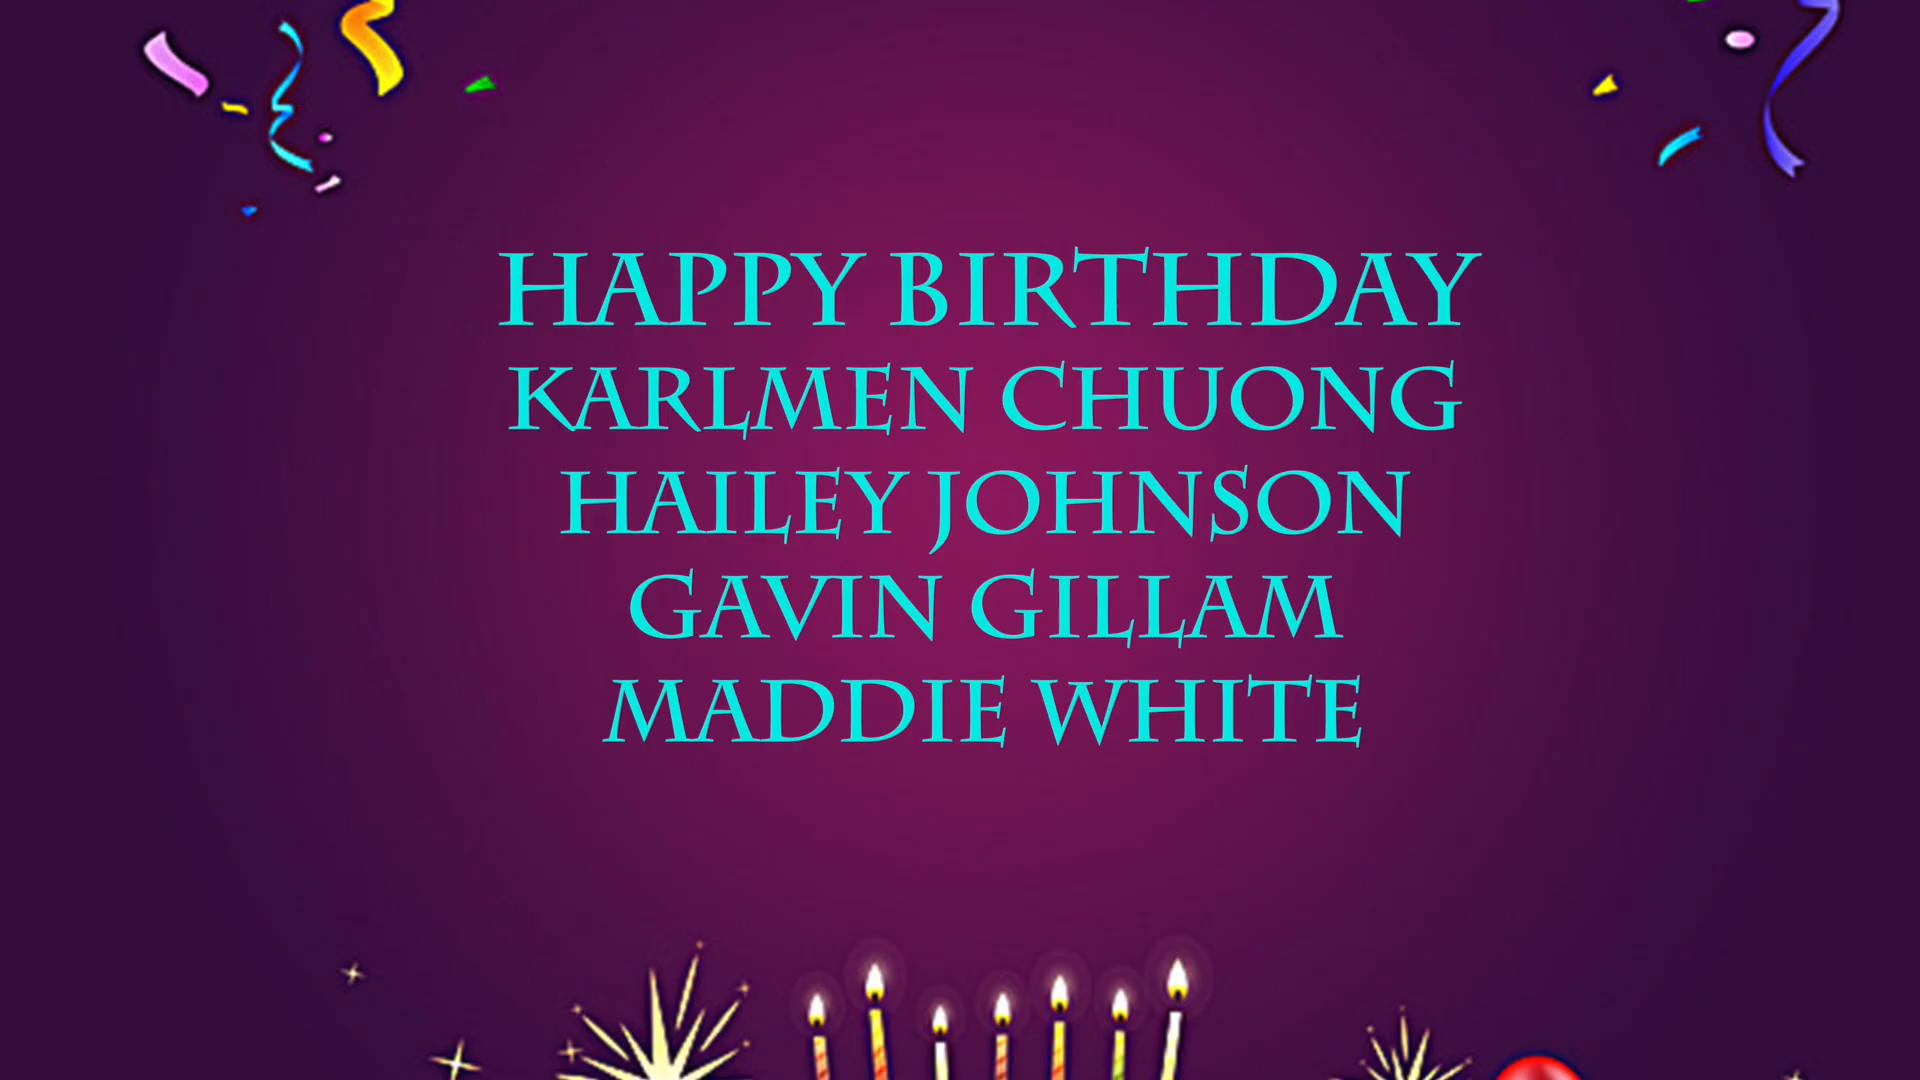 HAPPY BIRTHDAY
KARLMEN CHUONG
HAILEY JOHNSON
GAVIN GILLAM
MADDIE WHITE